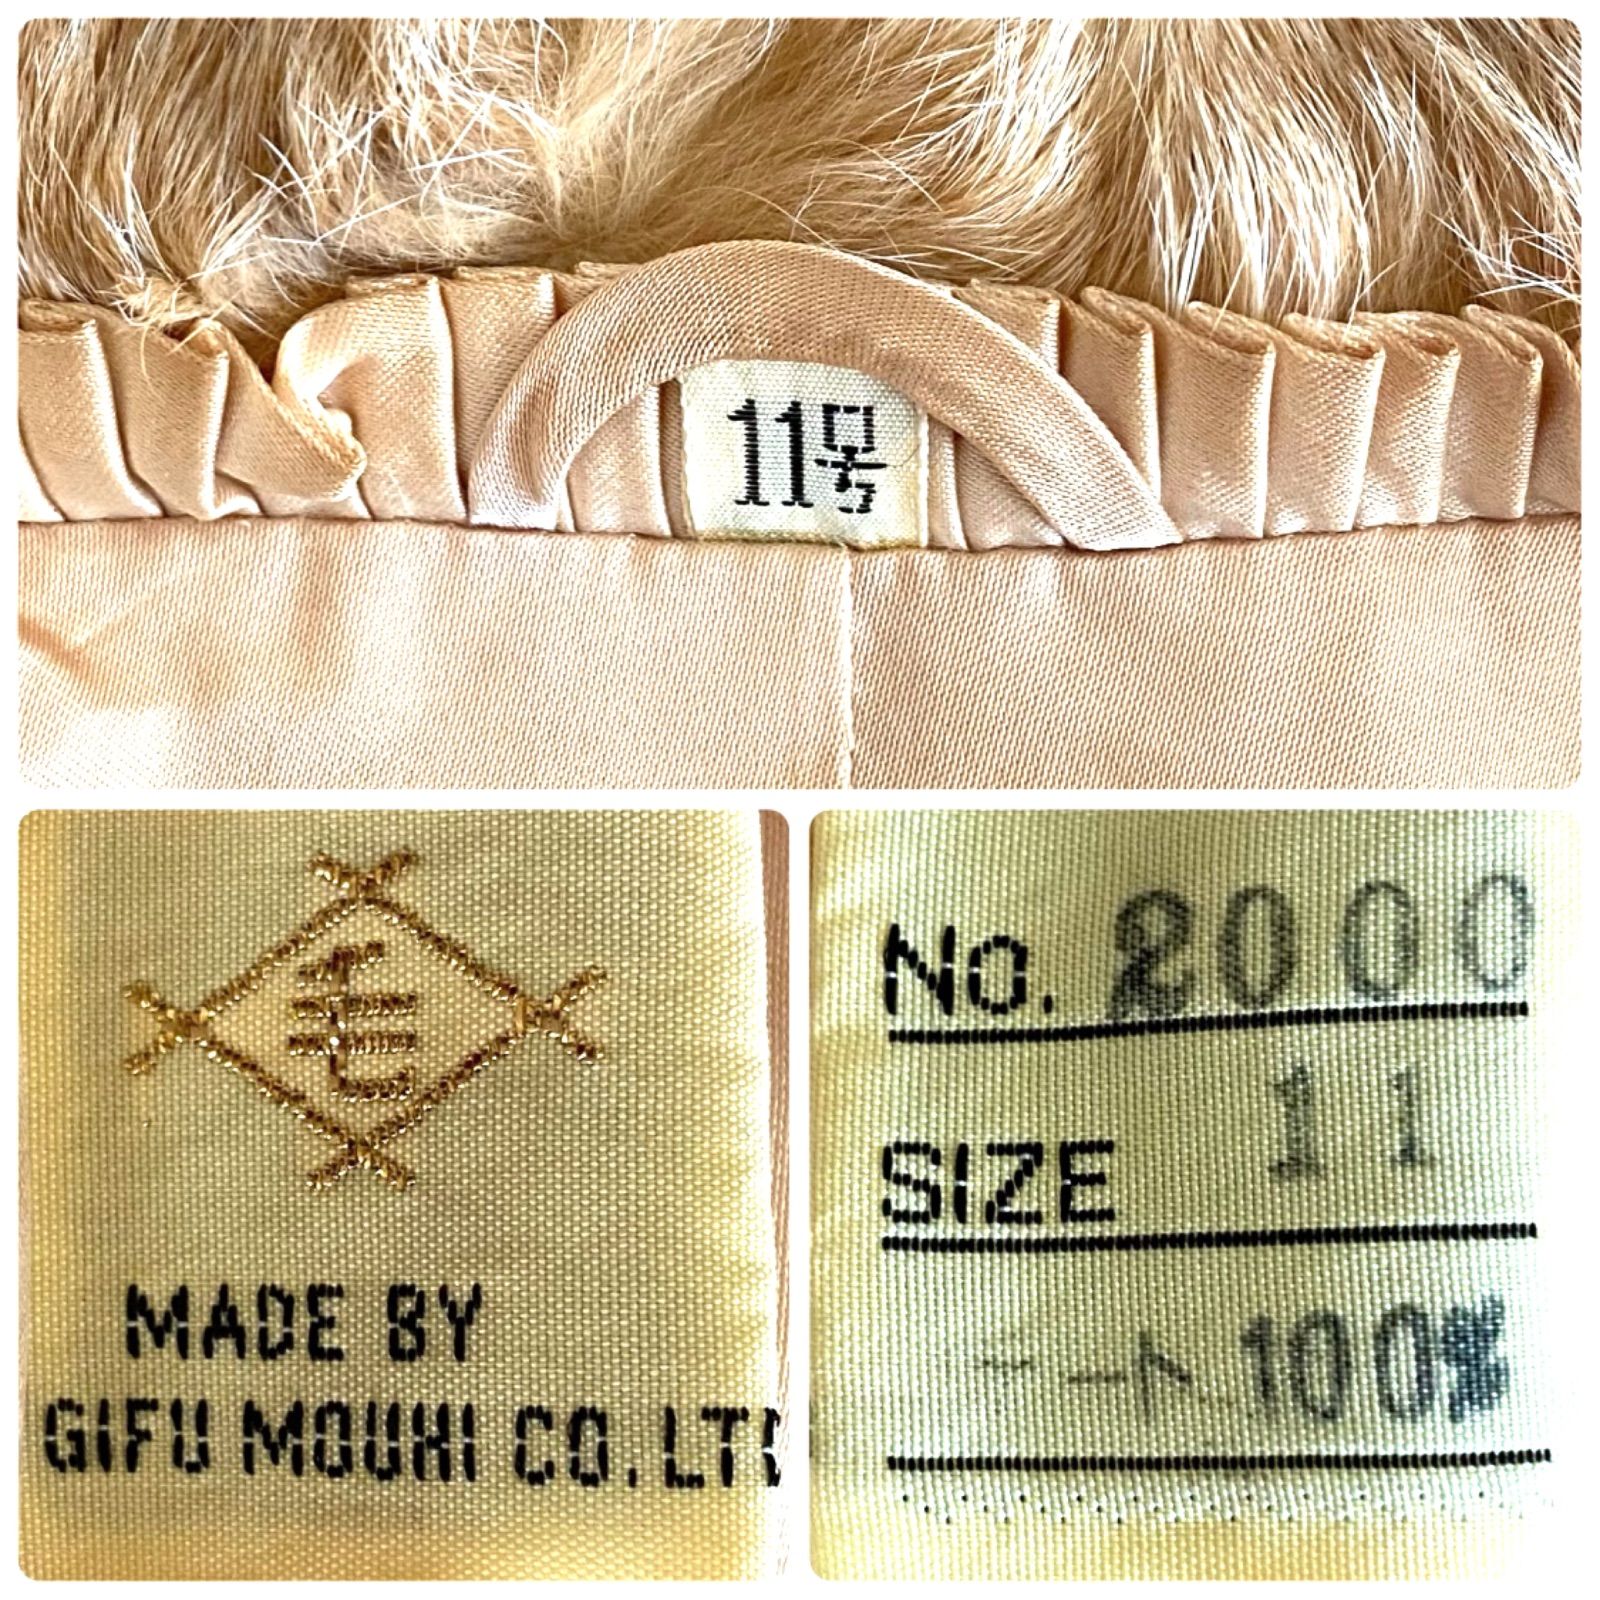 11号
毛
MADE BY
GIFU MOUHI CO. LTD
No. 2000
SIZE 11
100%